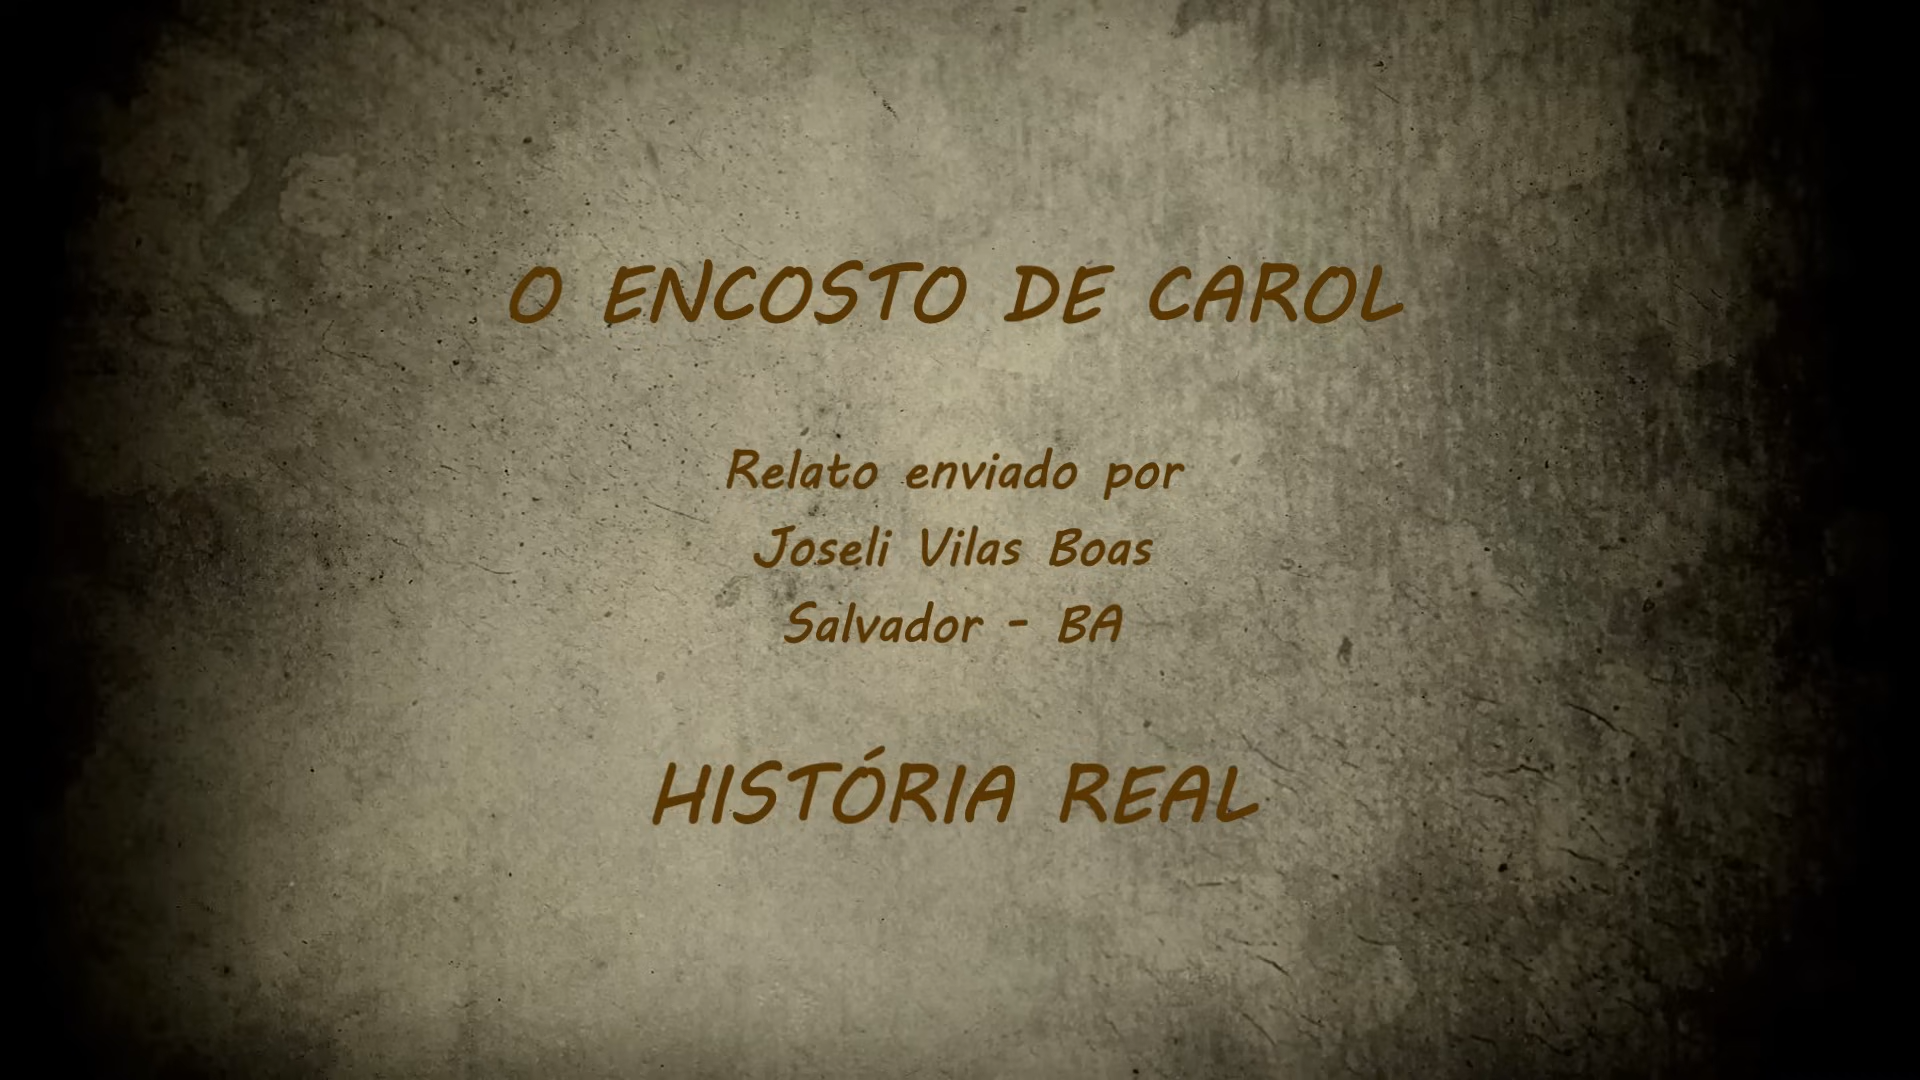 O ENCOSTO DE CAROL
Relato enviado por
Joseli Vilas Boas
Salvador - BA
HISTÓRIA REAL